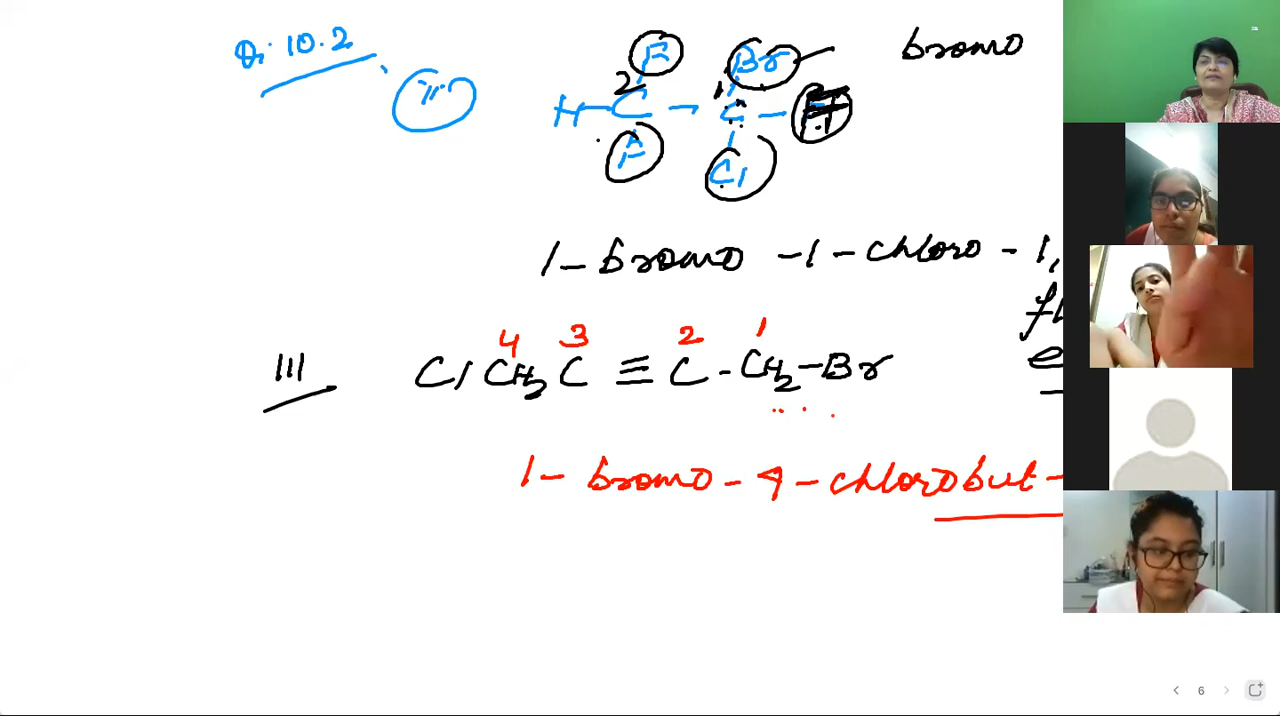 Q. 10.2
ii
F Br bromo
2 1
H - C - C - F
F Cl
1 - bromo - 1 - chloro - 1,
4 3 2 1
III ClCH2C ≡ C - CH2 - Br
1 - bromo - 4 - chlorobut -
6